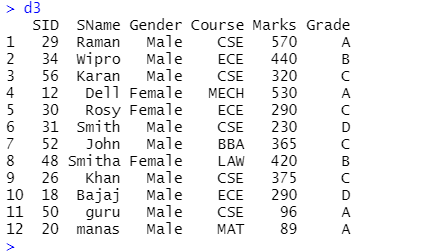 > d3
SID SName Gender Course Marks Grade
1 29 Raman Male CSE 570 A
2 34 Wipro Male ECE 440 B
3 56 Karan Male CSE 320 C
4 12 Dell Female MECH 530 A
5 30 Rosy Female ECE 290 C
6 31 Smith Male CSE 230 D
7 52 John Male BBA 365 C
8 48 Smitha Female LAW 420 B
9 26 Khan Male CSE 375 C
10 18 Bajaj Male ECE 290 D
11 50 guru Male CSE 96 A
12 20 manas Male MAT 89 A
>